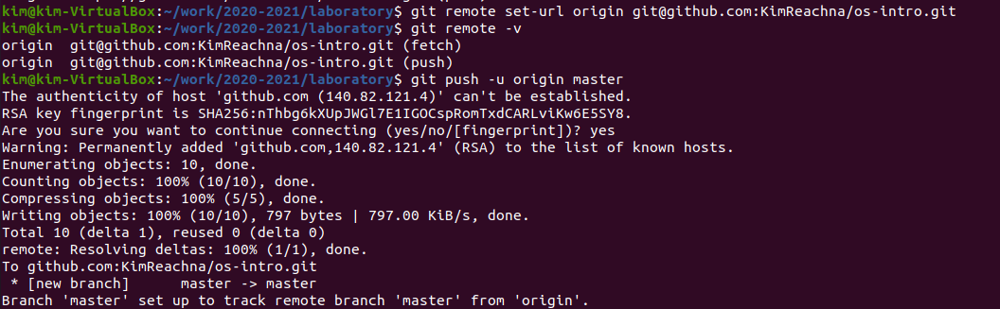 kim@kim-VirtualBox:~/work/2020-2021/laboratory$ git remote set-url origin git@github.com:KimReachna/os-intro.git
kim@kim-VirtualBox:~/work/2020-2021/laboratory$ git remote -v
origin  git@github.com:KimReachna/os-intro.git (fetch)
origin  git@github.com:KimReachna/os-intro.git (push)
kim@kim-VirtualBox:~/work/2020-2021/laboratory$ git push -u origin master
The authenticity of host 'github.com (140.82.121.4)' can't be established.
RSA key fingerprint is SHA256:nThbg6kXUpJWGl7E1IGOCspRomTxdCARLviKw6E5SY8.
Are you sure you want to continue connecting (yes/no/[fingerprint])? yes
Warning: Permanently added 'github.com,140.82.121.4' (RSA) to the list of known hosts.
Enumerating objects: 10, done.
Counting objects: 100% (10/10), done.
Compressing objects: 100% (5/5), done.
Writing objects: 100% (10/10), 797 bytes | 797.00 KiB/s, done.
Total 10 (delta 1), reused 0 (delta 0)
remote: Resolving deltas: 100% (1/1), done.
To github.com:KimReachna/os-intro.git
 * [new branch]      master -> master
Branch 'master' set up to track remote branch 'master' from 'origin'.